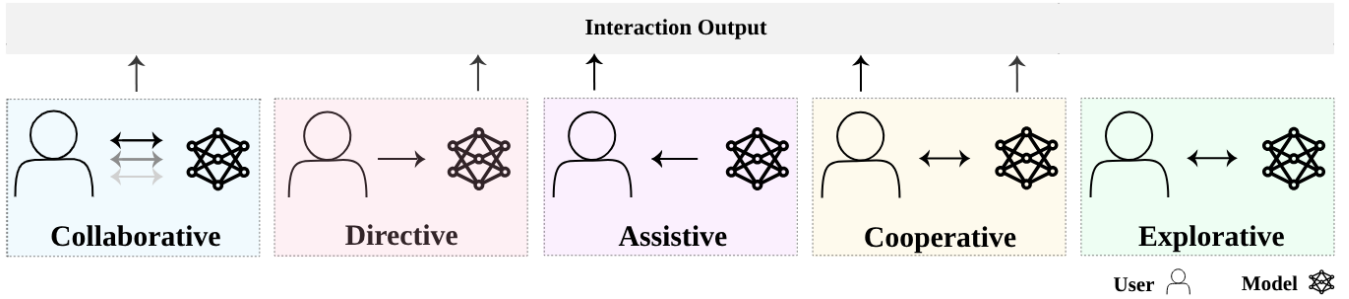 Interaction Output
Collaborative
Directive
Assistive
Cooperative
Explorative
User
Model